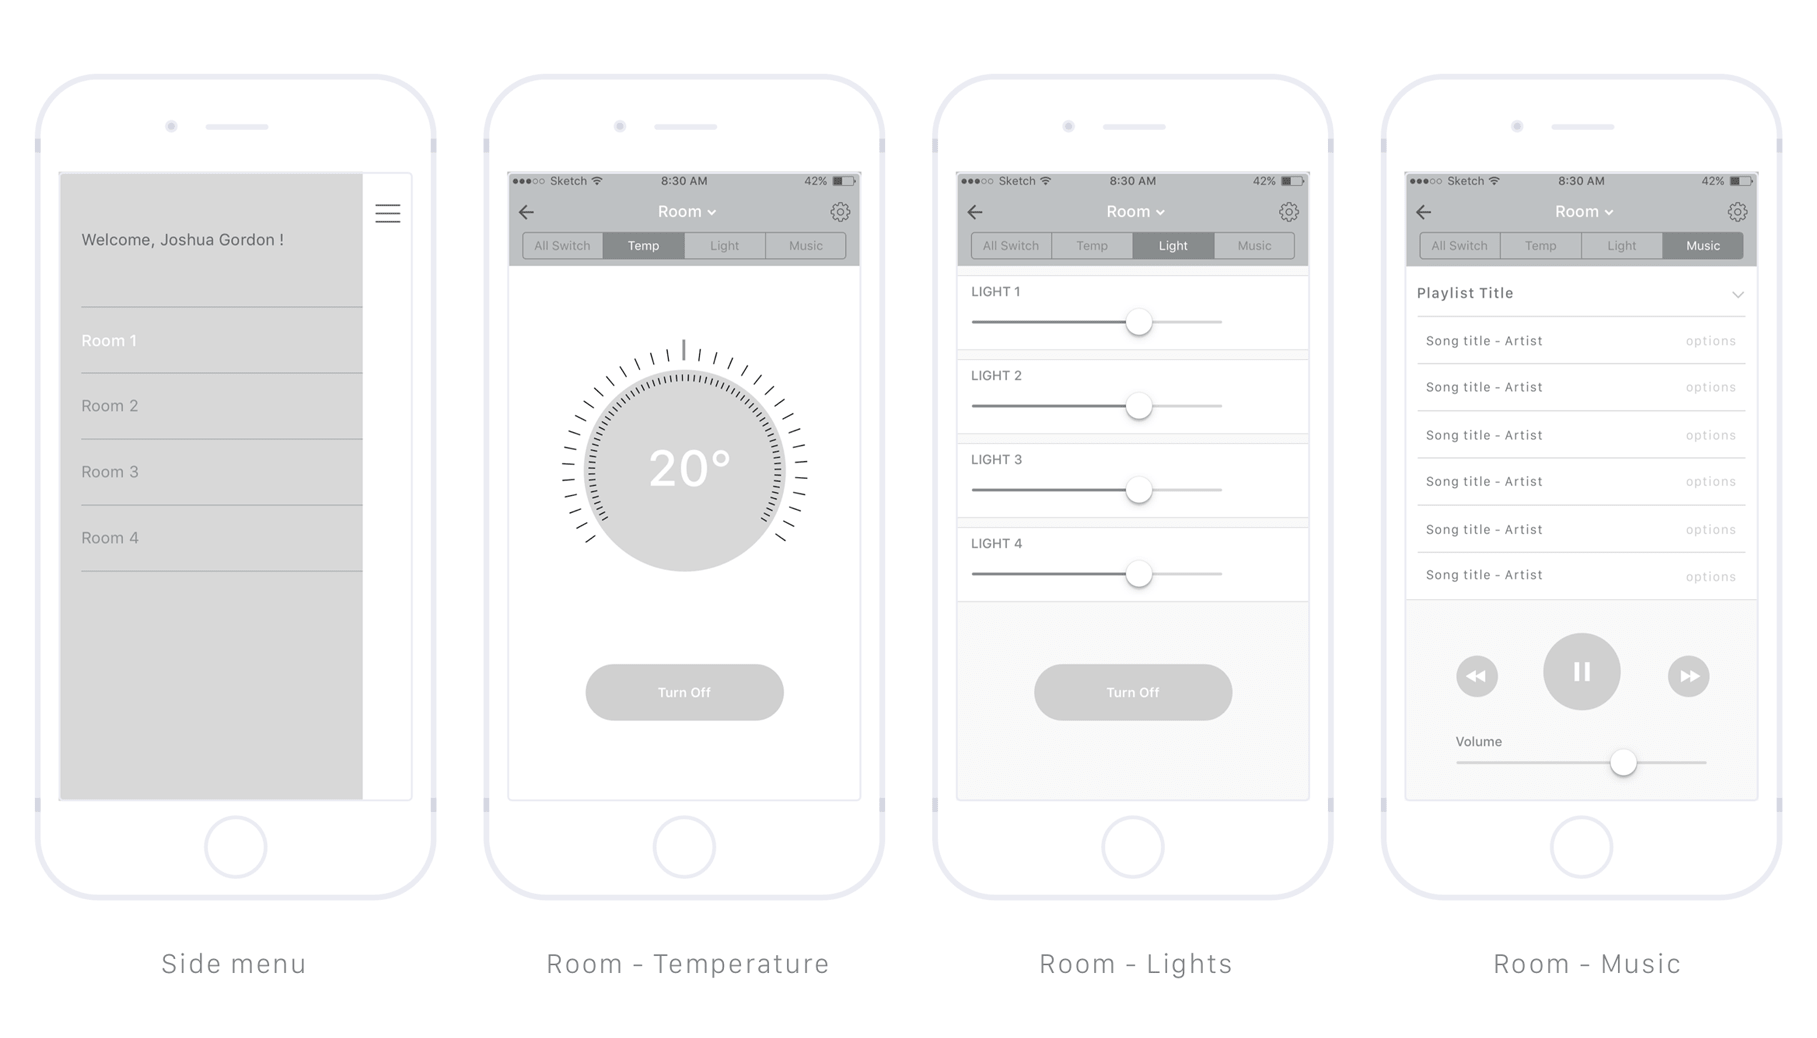 Welcome, Joshua Gordon !
Room 1
Room 2
Room 3
Room 4
Side menu
Sketch 8:30 AM 42%
Room
All Switch Temp Light Music
20°
Turn Off
Room - Temperature
Sketch 8:30 AM 42%
Room
All Switch Temp Light Music
LIGHT 1
LIGHT 2
LIGHT 3
LIGHT 4
Turn Off
Room - Lights
Sketch 8:30 AM 42%
Room
All Switch Temp Light Music
Playlist Title
Song title - Artist options
Song title - Artist options
Song title - Artist options
Song title - Artist options
Song title - Artist options
Song title - Artist options
Volume
Room - Music